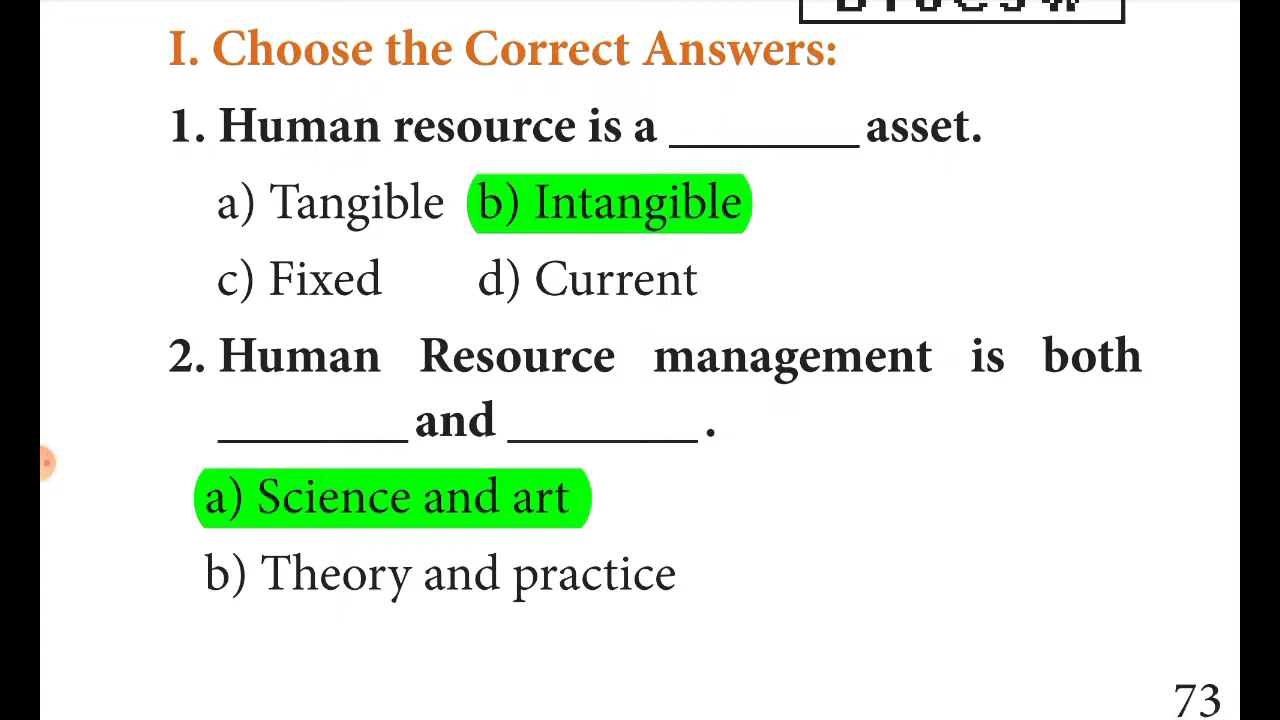 I. Choose the Correct Answers:
1. Human resource is a ________ asset.
a) Tangible b) Intangible
c) Fixed d) Current
2. Human Resource management is both
________ and ________.
a) Science and art
b) Theory and practice
73